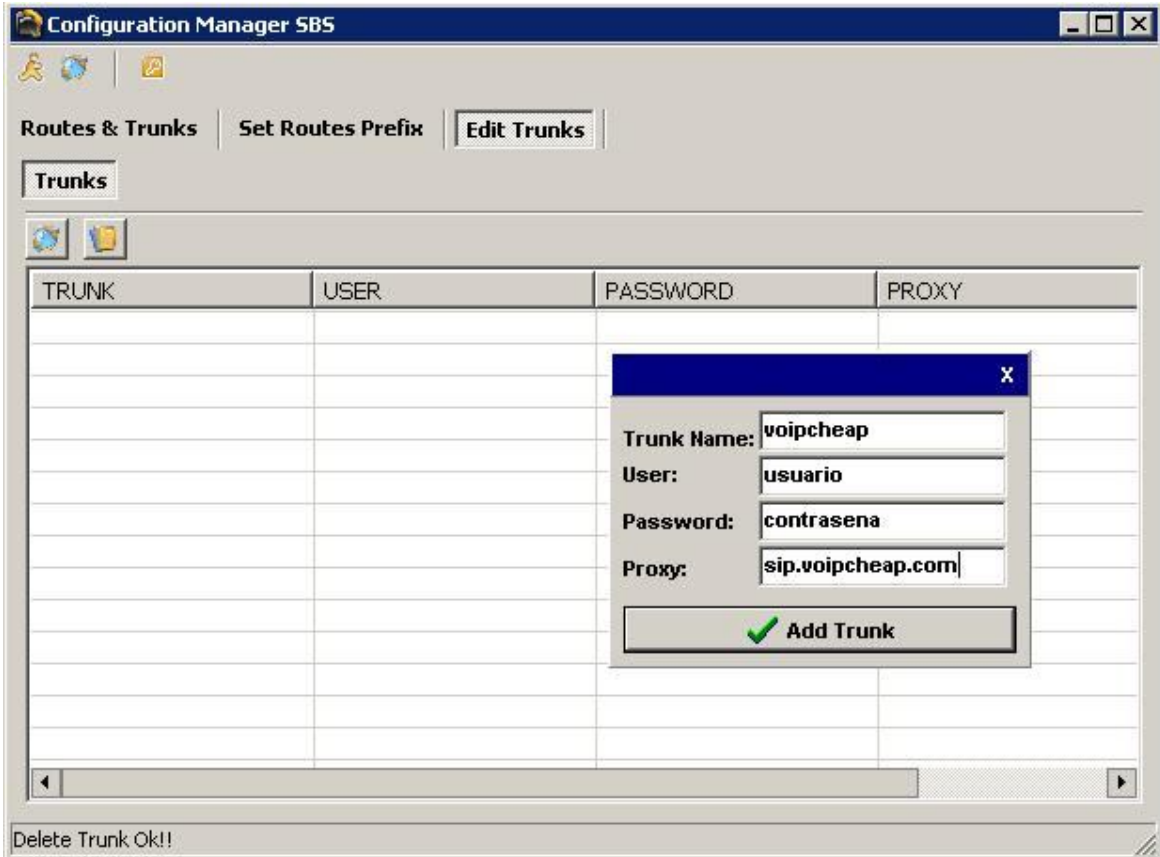 Configuration Manager SBS
Routes & Trunks Set Routes Prefix Edit Trunks
Trunks
TRUNK USER PASSWORD PROXY
X
Trunk Name: voipcheap
User: usuario
Password: contrasena
Proxy: sip.voipcheap.com
Add Trunk
Delete Trunk Ok!!